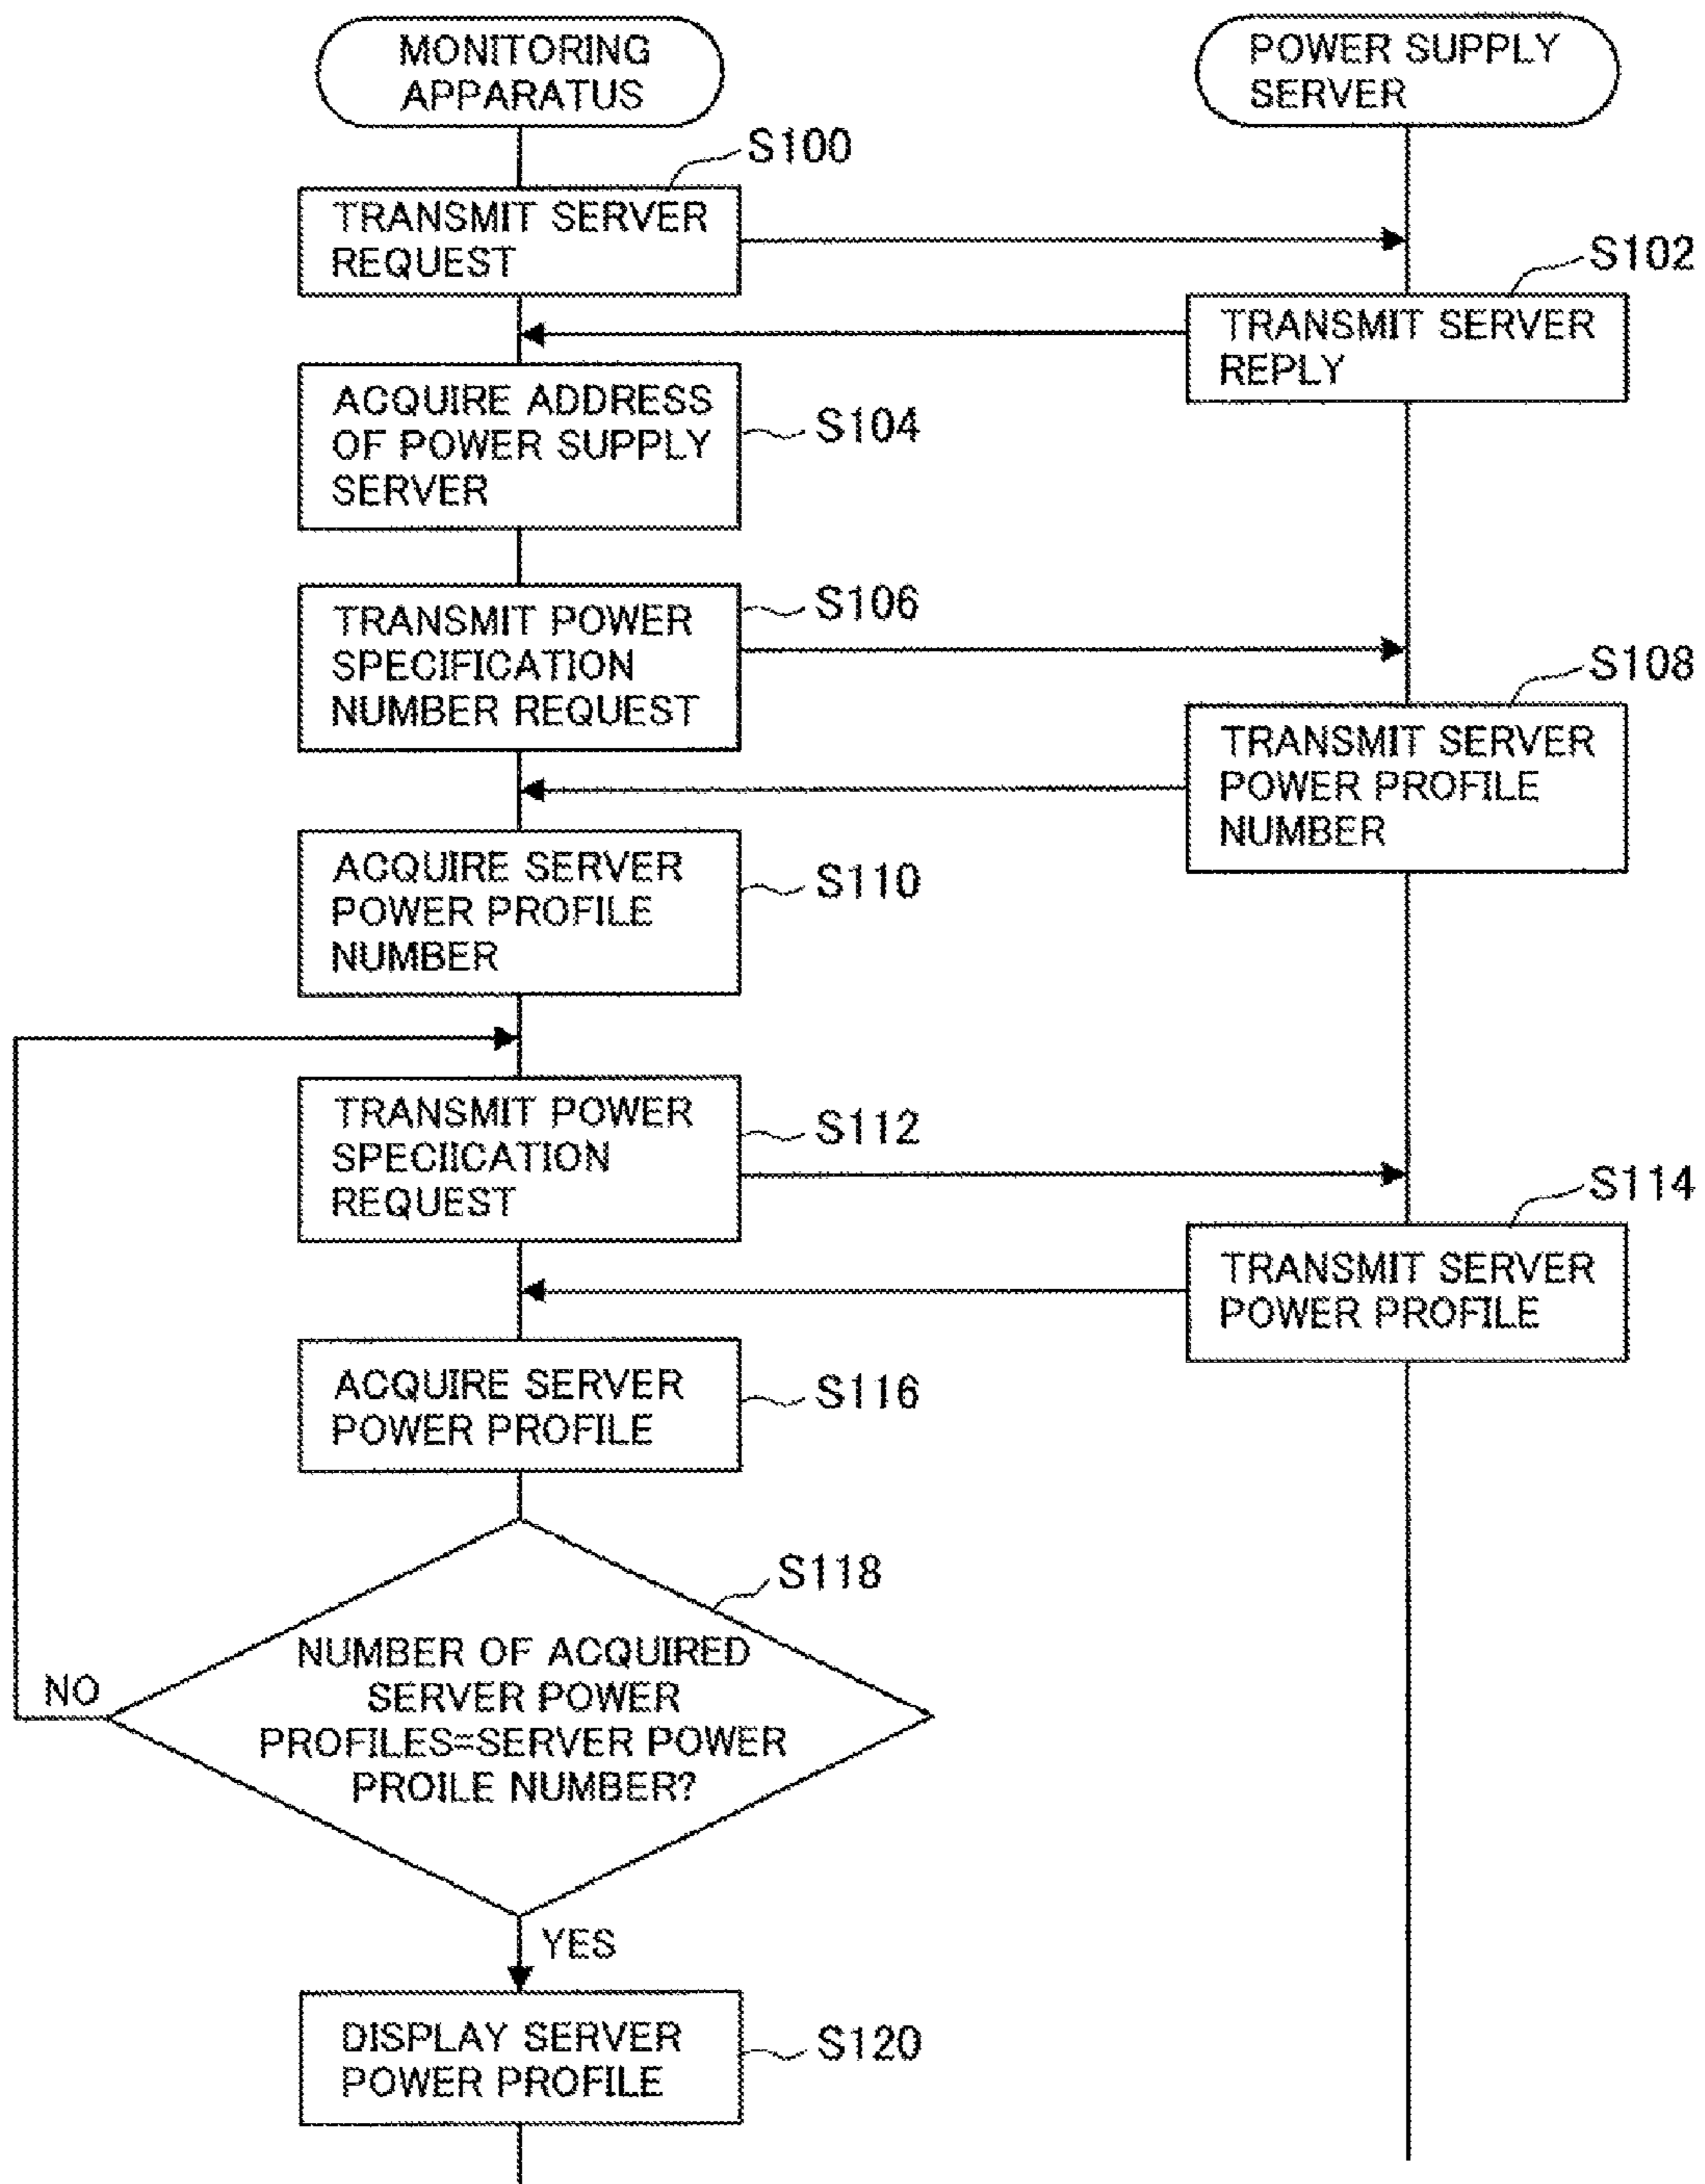 MONITORING
APPARATUS
POWER SUPPLY
SERVER
S100
TRANSMIT SERVER
REQUEST
S102
TRANSMIT SERVER
REPLY
ACQUIRE ADDRESS
OF POWER SUPPLY
SERVER
S104
TRANSMIT POWER
SPECIFICATION
NUMBER REQUEST
S106
S108
TRANSMIT SERVER
POWER PROFILE
NUMBER
ACQUIRE SERVER
POWER PROFILE
NUMBER
S110
TRANSMIT POWER
SPECIICATION
REQUEST
S112
S114
TRANSMIT SERVER
POWER PROFILE
ACQUIRE SERVER
POWER PROFILE
S116
S118
NUMBER OF ACQUIRED
SERVER POWER
PROFILES=SERVER POWER
PROILE NUMBER?
NO
YES
DISPLAY SERVER
POWER PROFILE
S120